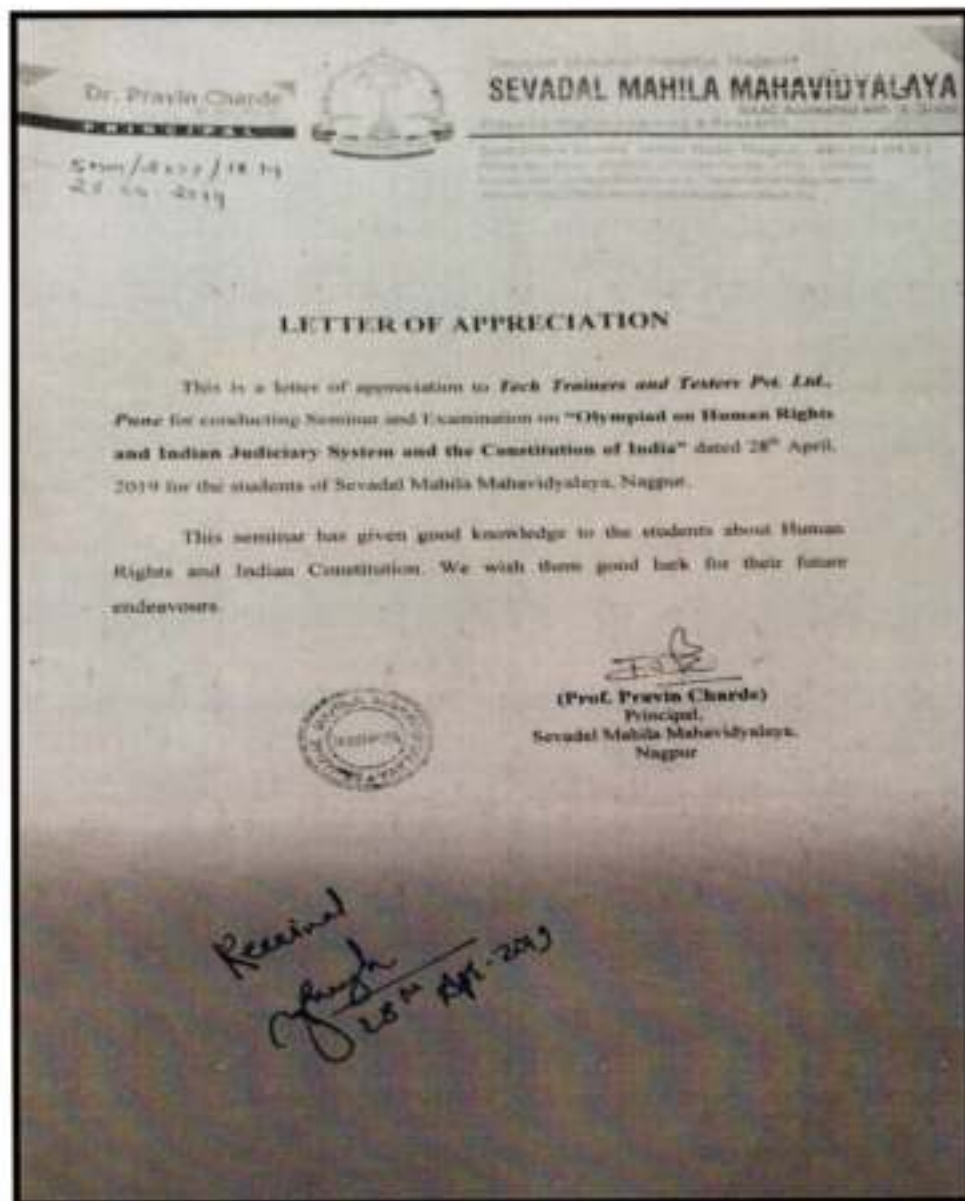 Dr. Pravin Charde
PRINCIPAL
SEVADAL MAHILA MAHAVIDYALAYA
LETTER OF APPRECIATION
This is a letter of appreciation to Tech Trainers and Testers Pvt. Ltd.,
Pune for conducting Seminar and Examination on "Olympiad on Human Rights
and Indian Judiciary System and the Constitution of India" dated 28th April,
2019 for the students of Sevadal Mahila Mahavidyalaya, Nagpur.
This seminar has given good knowledge to the students about Human
Rights and Indian Constitution. We wish them good luck for their future
endeavours.
(Prof. Pravin Charde)
Principal,
Sevadal Mahila Mahavidyalaya,
Nagpur
Received
28th Apr. 2019